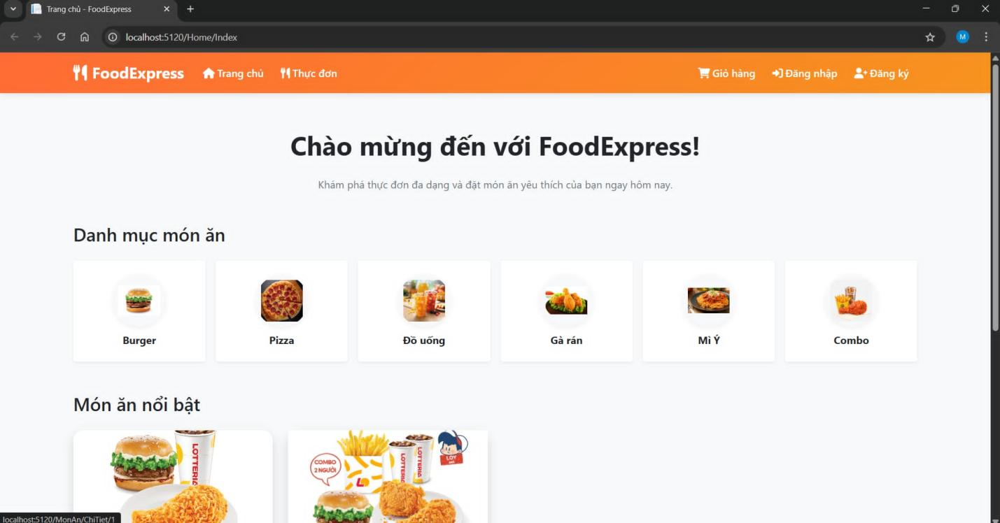 Trang chủ - FoodExpress
localhost:5120/Home/Index
M
FoodExpress Trang chủ Thực đơn Giỏ hàng Đăng nhập Đăng ký
Chào mừng đến với FoodExpress!
Khám phá thực đơn đa dạng và đặt món ăn yêu thích của bạn ngay hôm nay.
Danh mục món ăn
Burger Pizza Đồ uống Gà rán Mì Ý Combo
Món ăn nổi bật
LOTTERIA
COMBO
2 NGƯỜI
LOTTERIA
LOTTERIA
LOY
localhost:5120/MonAn/ChiTiet/1